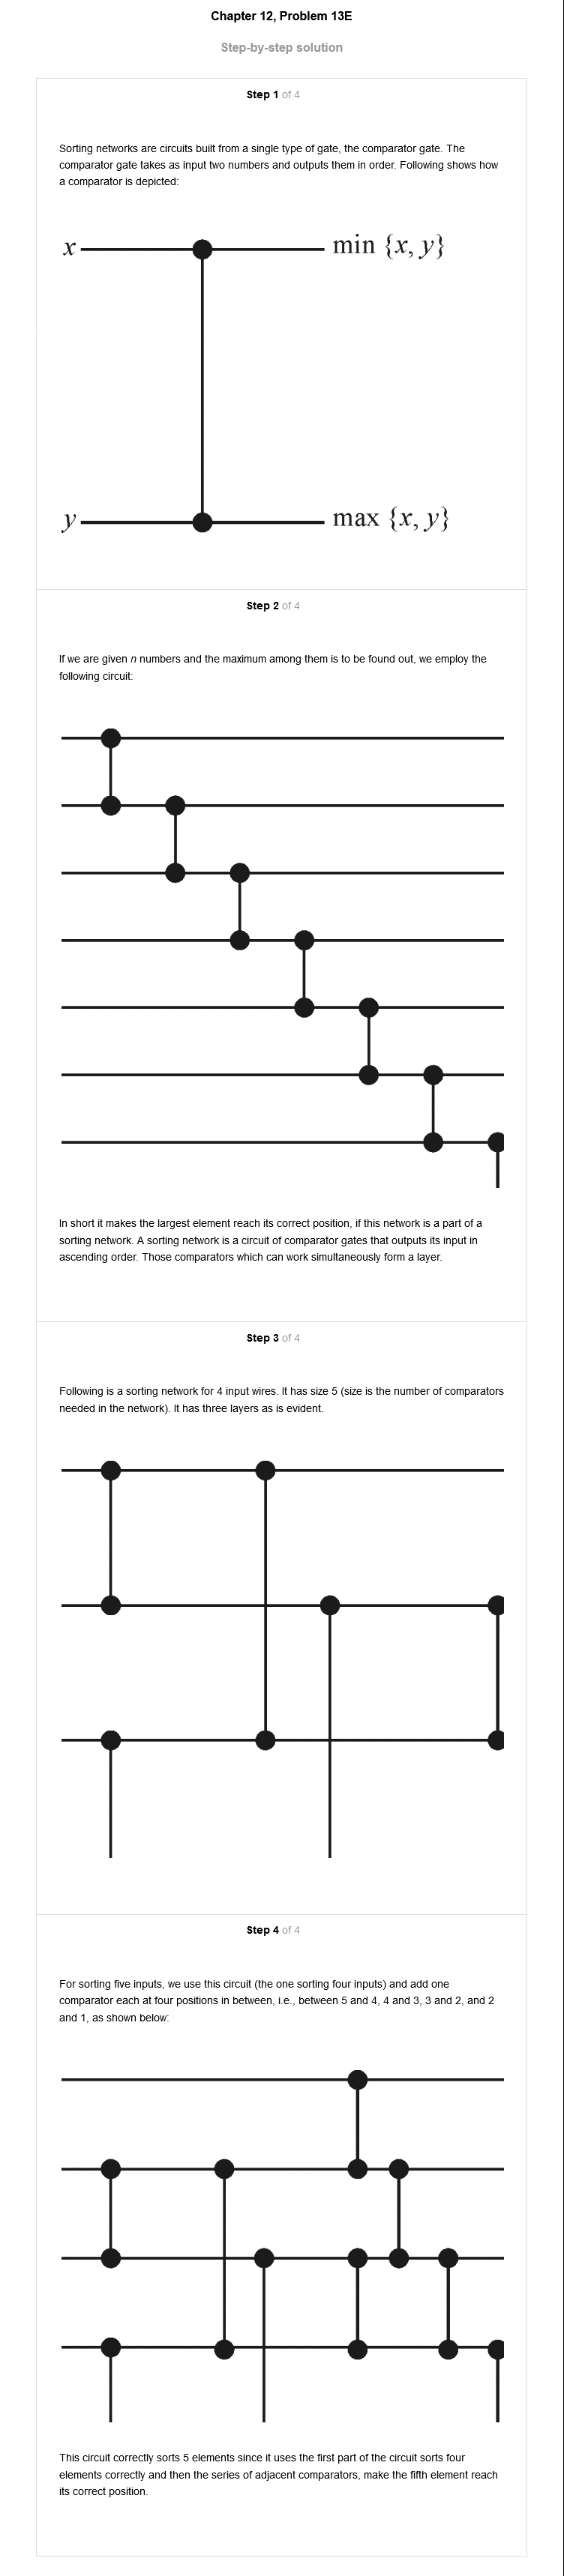 Chapter 12, Problem 13E
Step-by-step solution
Step 1 of 4
Sorting networks are circuits built from a single type of gate, the comparator gate. The
comparator gate takes as input two numbers and outputs them in order. Following shows how
a comparator is depicted:
x min {x, y}
y max {x, y}
Step 2 of 4
If we are given n numbers and the maximum among them is to be found out, we employ the
following circuit:
In short it makes the largest element reach its correct position, if this network is a part of a
sorting network. A sorting network is a circuit of comparator gates that outputs its input in
ascending order. Those comparators which can work simultaneously form a layer.
Step 3 of 4
Following is a sorting network for 4 input wires. It has size 5 (size is the number of comparators
needed in the network). It has three layers as is evident.
Step 4 of 4
For sorting five inputs, we use this circuit (the one sorting four inputs) and add one
comparator each at four positions in between, i.e., between 5 and 4, 4 and 3, 3 and 2, and 2
and 1, as shown below:
This circuit correctly sorts 5 elements since it uses the first part of the circuit sorts four
elements correctly and then the series of adjacent comparators, make the fifth element reach
its correct position.